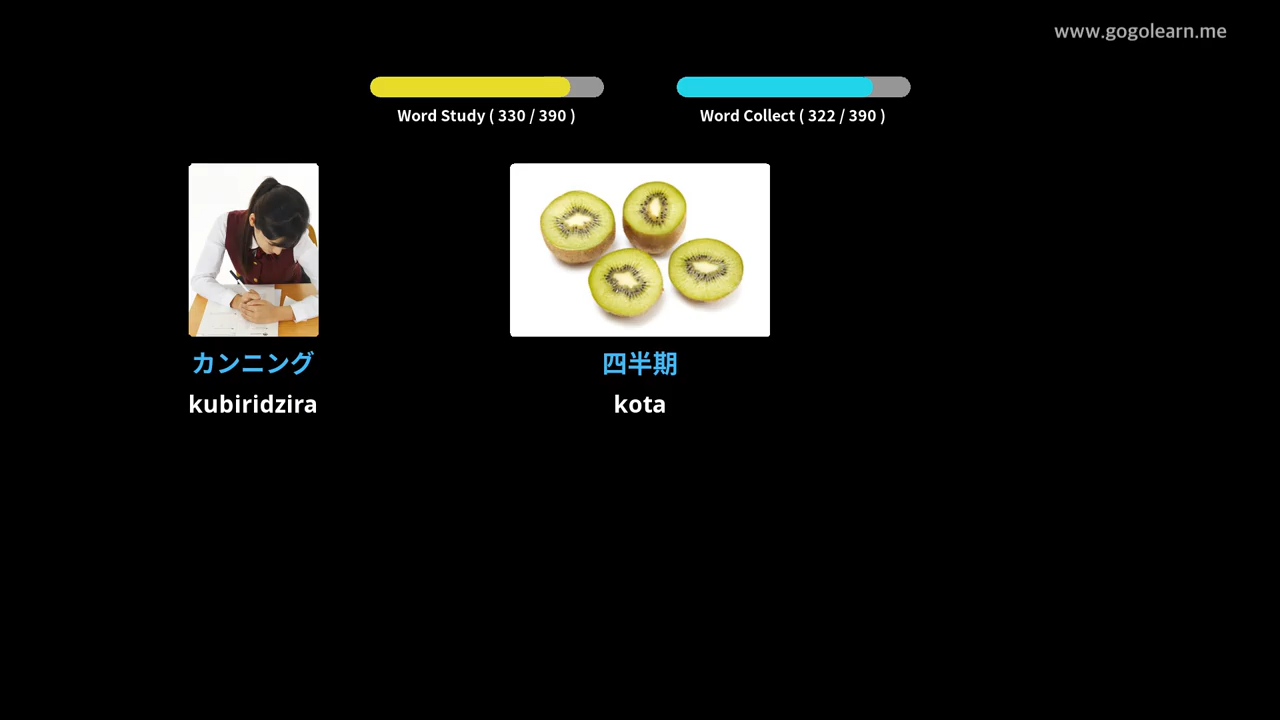 www.gogolearn.me
Word Study ( 330 / 390 )
Word Collect ( 322 / 390 )
カンニング
kubiridzira
四半期
kota